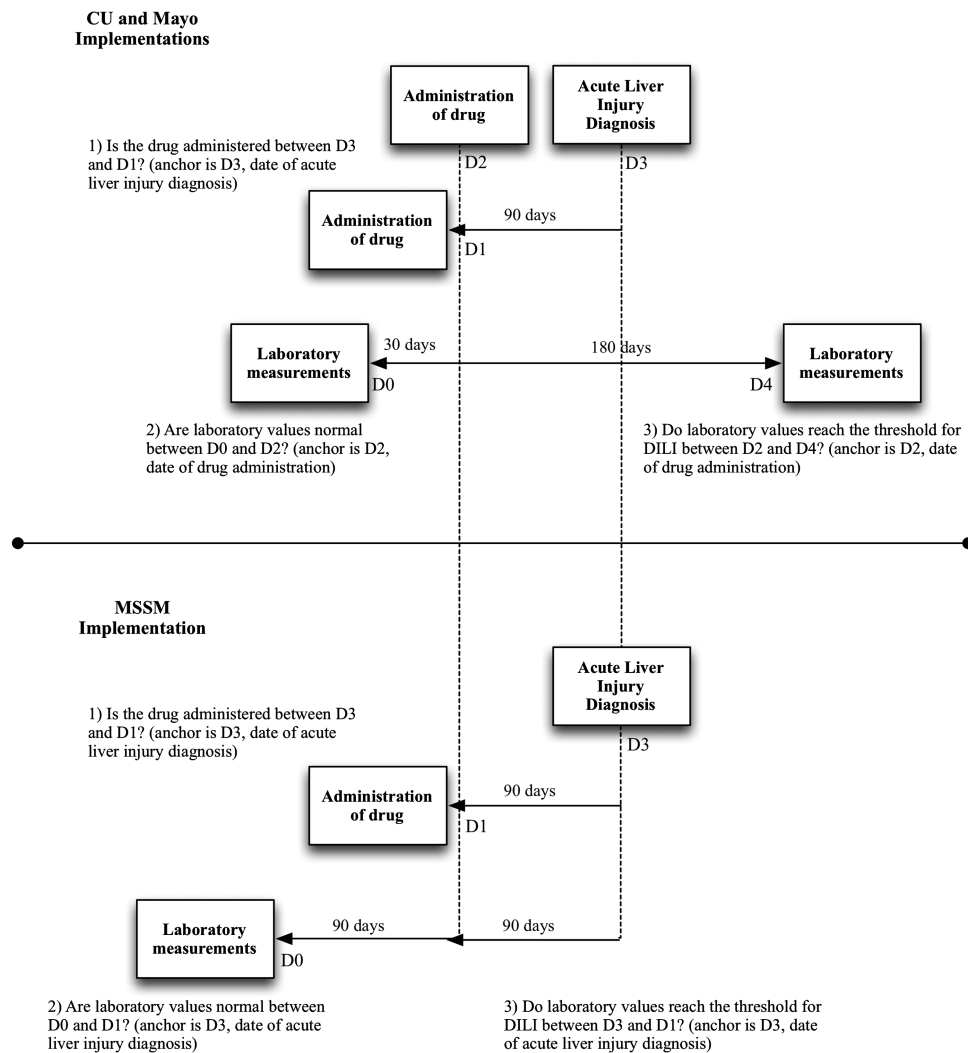 CU and Mayo
Implementations
Administration
of drug
Acute Liver
Injury
Diagnosis
1) Is the drug administered between D3
and D1? (anchor is D3, date of acute
liver injury diagnosis)
D2
D3
Administration
of drug
90 days
D1
Laboratory
measurements
30 days
180 days
Laboratory
measurements
D0
D4
2) Are laboratory values normal
between D0 and D2? (anchor is D2,
date of drug administration)
3) Do laboratory values reach the threshold for
DILI between D2 and D4? (anchor is D2, date
of drug administration)
MSSM
Implementation
Acute Liver
Injury
Diagnosis
1) Is the drug administered between D3
and D1? (anchor is D3, date of acute
liver injury diagnosis)
D3
Administration
of drug
90 days
D1
Laboratory
measurements
90 days
90 days
D0
2) Are laboratory values normal between
D0 and D1? (anchor is D3, date of acute
liver injury diagnosis)
3) Do laboratory values reach the threshold for
DILI between D3 and D1? (anchor is D3, date
of acute liver injury diagnosis)